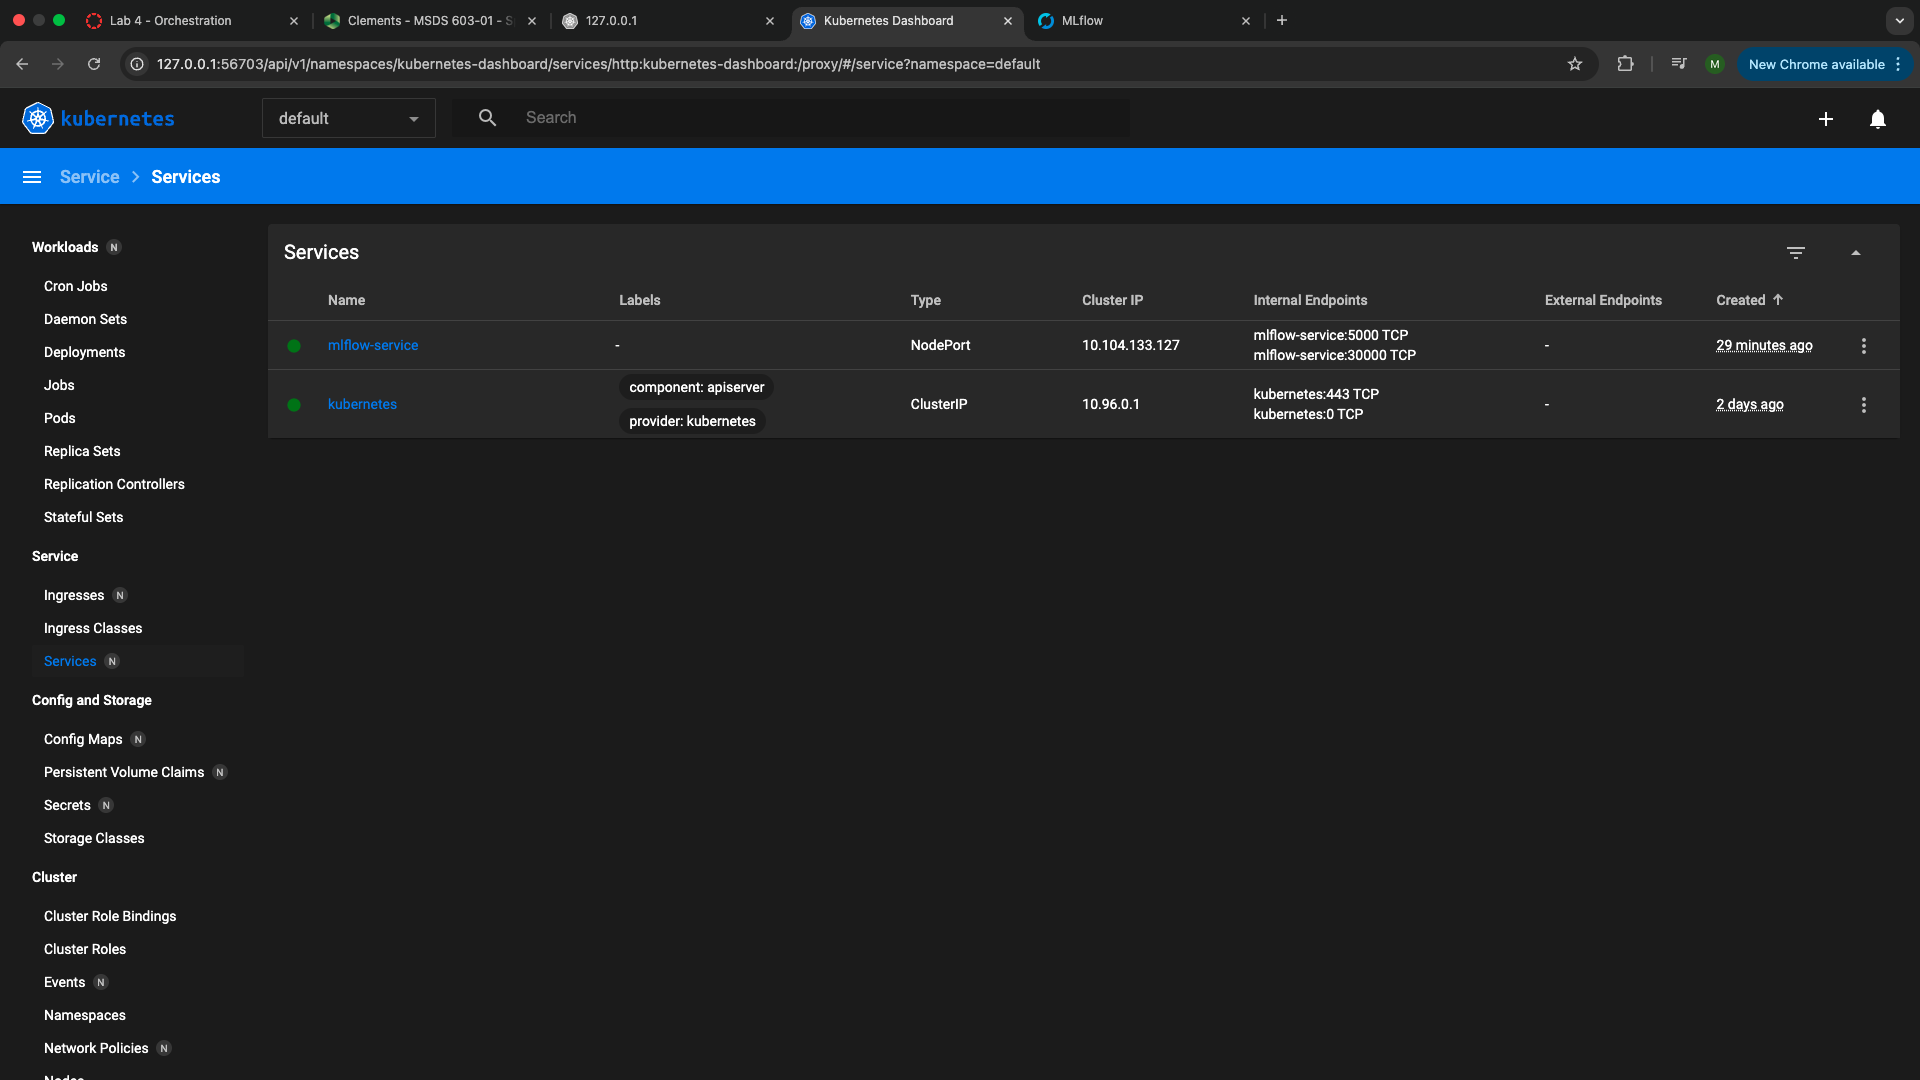 Lab 4 - Orchestration
Clements - MSDS 603-01 - S
127.0.0.1
Kubernetes Dashboard
MLflow
127.0.0.1:56703/api/v1/namespaces/kubernetes-dashboard/services/http:kubernetes-dashboard:/proxy/#/service?namespace=default
M
New Chrome available
kubernetes
default
Search
Service
Services
Workloads N
Cron Jobs
Daemon Sets
Deployments
Jobs
Pods
Replica Sets
Replication Controllers
Stateful Sets
Service
Ingresses N
Ingress Classes
Services N
Config and Storage
Config Maps N
Persistent Volume Claims N
Secrets N
Storage Classes
Cluster
Cluster Role Bindings
Cluster Roles
Events N
Namespaces
Network Policies N
Nodes
Services
Name Labels Type Cluster IP Internal Endpoints External Endpoints Created
mlflow-service - NodePort 10.104.133.127 mlflow-service:5000 TCP - 29 minutes ago
mlflow-service:30000 TCP
kubernetes component: apiserver ClusterIP 10.96.0.1 kubernetes:443 TCP - 2 days ago
provider: kubernetes kubernetes:0 TCP